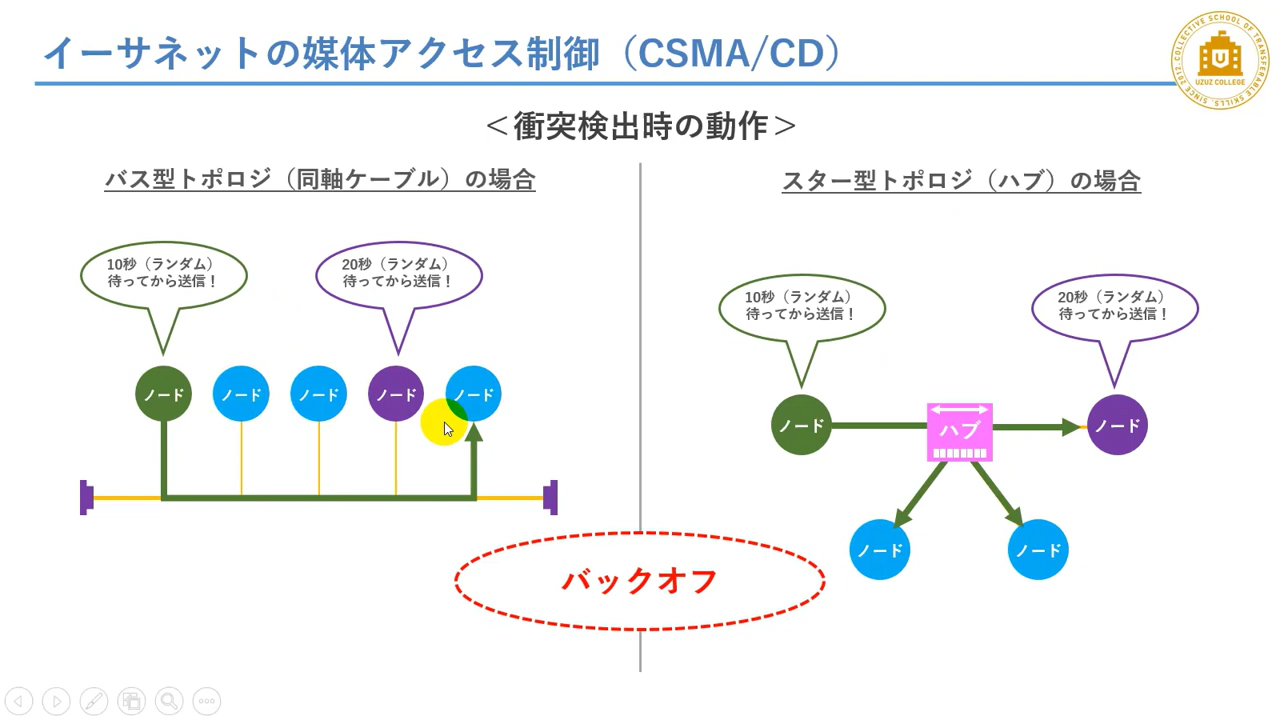 イーサネットの媒体アクセス制御（CSMA/CD）
COLLECTIVE SCHOOL OF TRANSFERABLE SKILLS. SINCE 2012.
U
UZUZ COLLEGE
＜衝突検出時の動作＞
バス型トポロジ（同軸ケーブル）の場合
10秒（ランダム）
待ってから送信！
20秒（ランダム）
待ってから送信！
ノード
ノード
ノード
ノード
ノード
スター型トポロジ（ハブ）の場合
10秒（ランダム）
待ってから送信！
20秒（ランダム）
待ってから送信！
ノード
ハブ
ノード
ノード
ノード
バックオフ